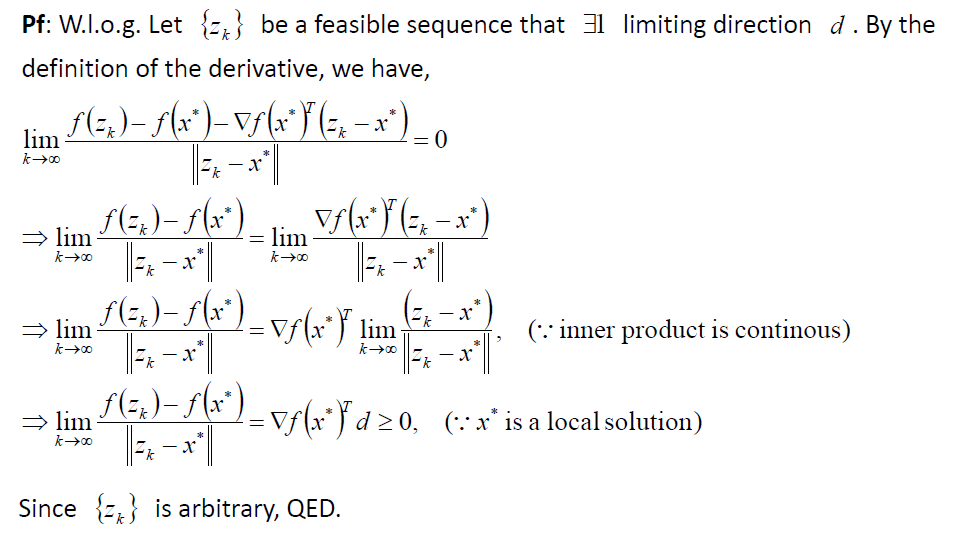 Pf: W.l.o.g. Let {z_k} be a feasible sequence that ∃1 limiting direction d . By the
definition of the derivative, we have,
lim_{k→∞} (f(z_k) − f(x*) − ∇f(x*)^T (z_k − x*)) / ‖z_k − x*‖ = 0
⇒ lim_{k→∞} (f(z_k) − f(x*)) / ‖z_k − x*‖ = lim_{k→∞} (∇f(x*)^T (z_k − x*)) / ‖z_k − x*‖
⇒ lim_{k→∞} (f(z_k) − f(x*)) / ‖z_k − x*‖ = ∇f(x*)^T lim_{k→∞} (z_k − x*) / ‖z_k − x*‖, (∵ inner product is continous)
⇒ lim_{k→∞} (f(z_k) − f(x*)) / ‖z_k − x*‖ = ∇f(x*)^T d ≥ 0, (∵ x* is a local solution)
Since {z_k} is arbitrary, QED.